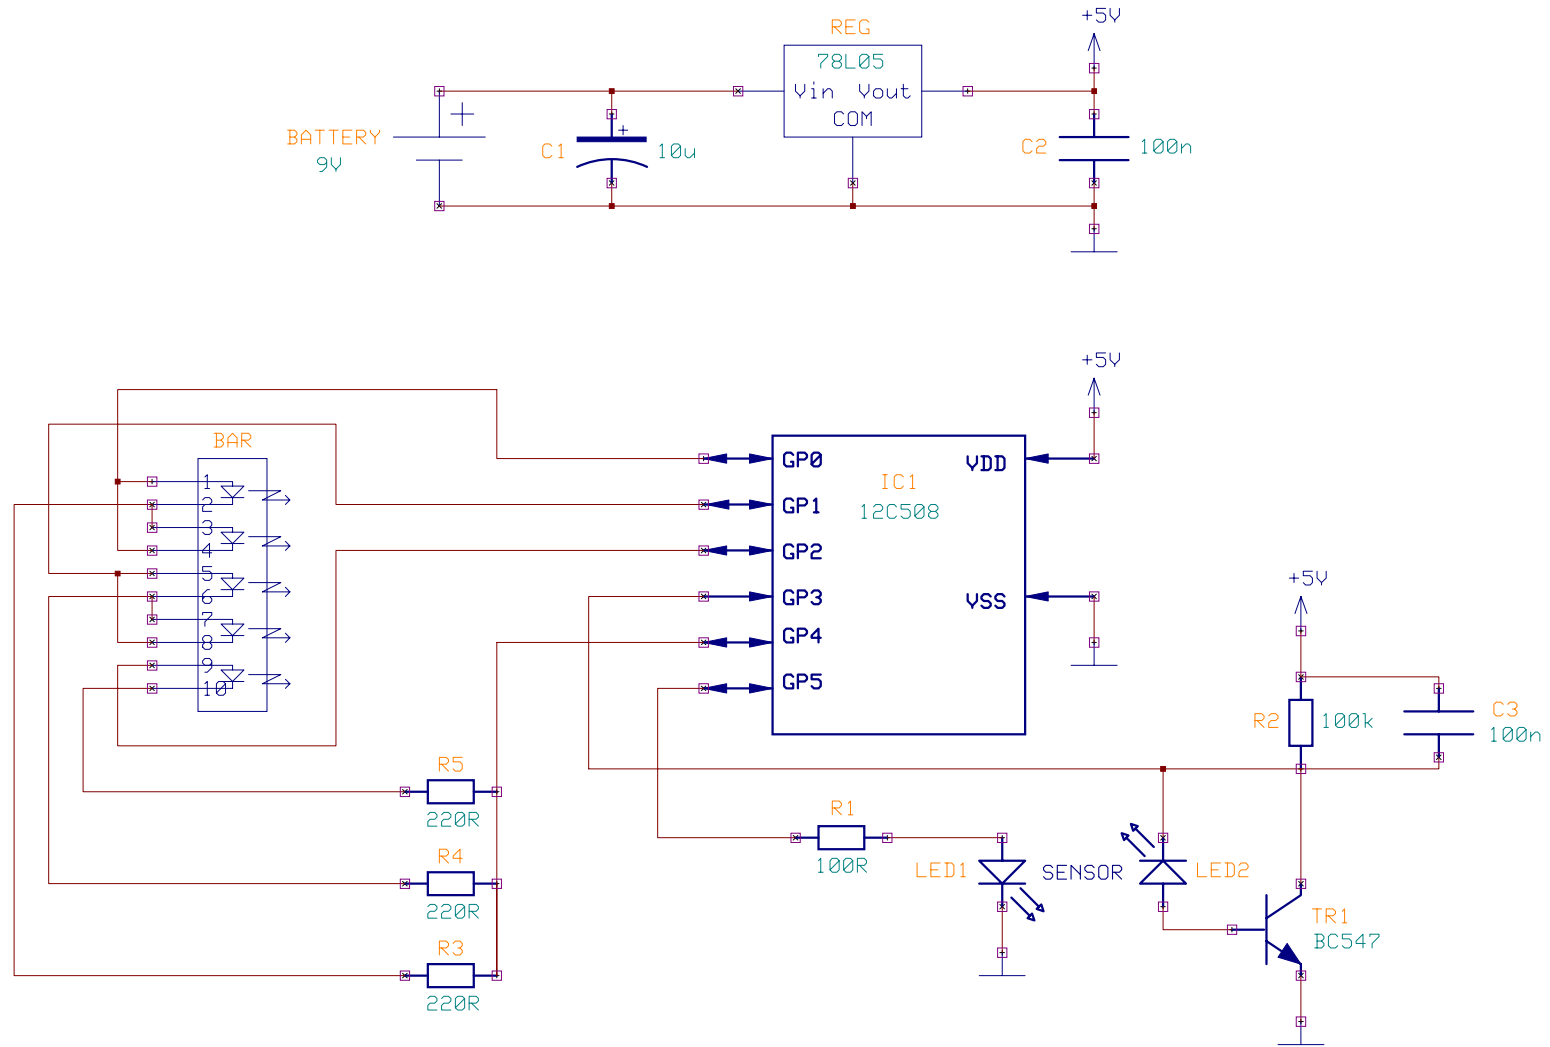 +5V
REG
78L05
Vin Vout
COM
BATTERY
9V
+
C1
+
10u
C2
100n
+5V
BAR
1
2
3
4
5
6
7
8
9
10
GP0
GP1
GP2
GP3
GP4
GP5
IC1
12C508
VDD
VSS
+5V
R2
100k
C3
100n
R5
220R
R4
220R
R3
220R
R1
100R
LED1
SENSOR
LED2
TR1
BC547